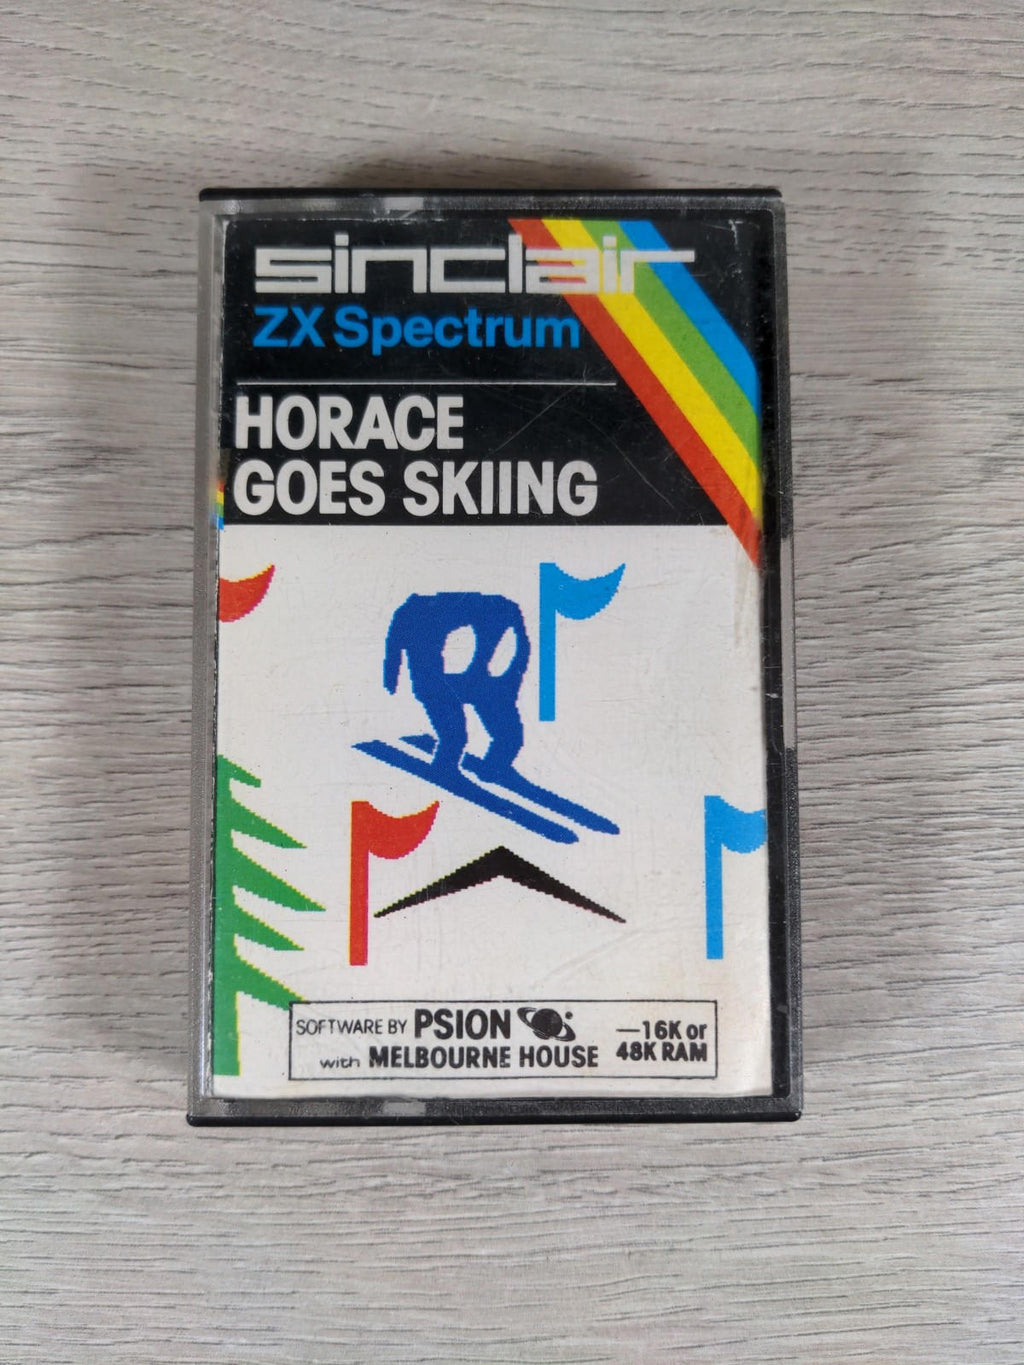 sinclair
ZX Spectrum
HORACE
GOES SKIING
SOFTWARE BY PSION
with MELBOURNE HOUSE
—16K or
48K RAM